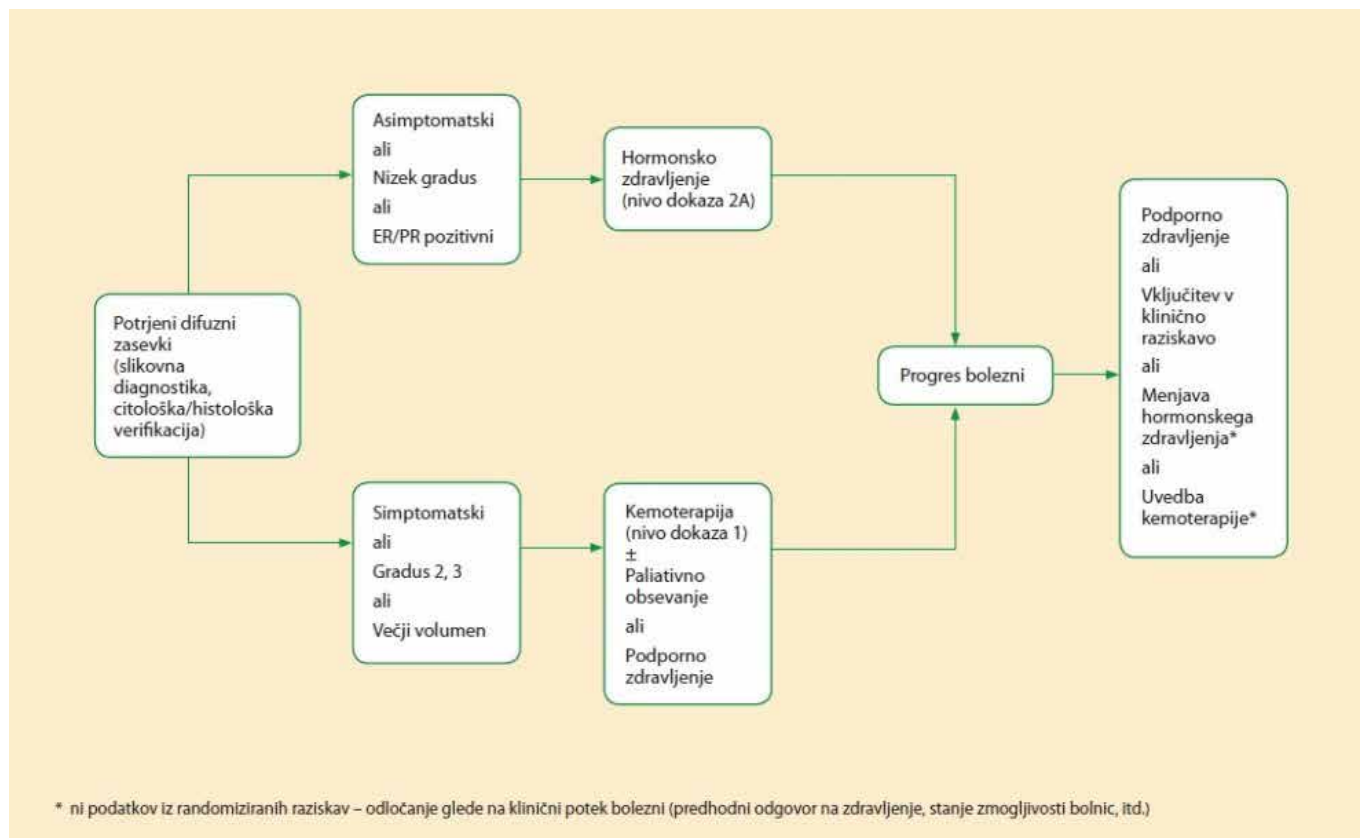 Asimptomatski
ali
Nizek gradus
ali
ER/PR pozitivni
Hormonsko
zdravljenje
(nivo dokaza 2A)
Potrjeni difuzni
zasevki
(slikovna
diagnostika,
citološka/histološka
verifikacija)
Simptomatski
ali
Gradus 2, 3
ali
Večji volumen
Kemoterapija
(nivo dokaza 1)
±
Paliativno
obsevanje
ali
Podporno
zdravljenje
Progres bolezni
Podporno
zdravljenje
ali
Vključitev v
klinično
raziskavo
ali
Menjava
hormonskega
zdravljenja*
ali
Uvedba
kemoterapije*
* ni podatkov iz randomiziranih raziskav – odločanje glede na klinični potek bolezni (predhodni odgovor na zdravljenje, stanje zmogljivosti bolnic, itd.)